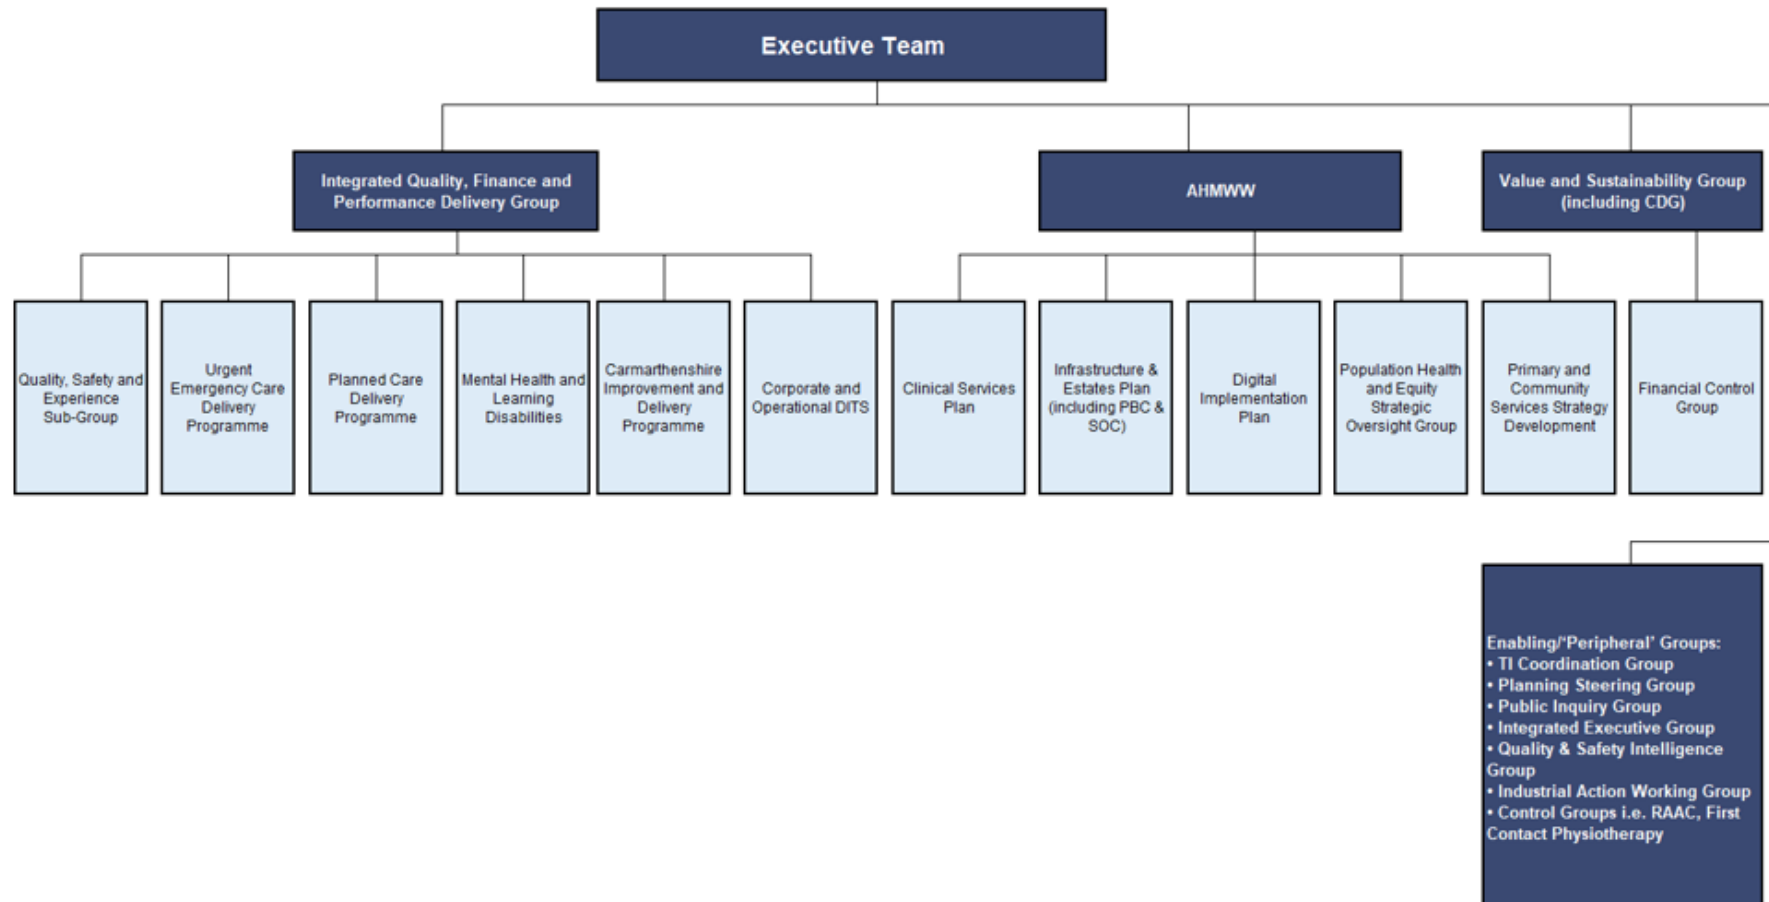 Executive Team
Integrated Quality, Finance and
Performance Delivery Group
AHMWW
Value and Sustainability Group
(including CDG)
Quality, Safety and
Experience
Sub-Group
Urgent
Emergency Care
Delivery
Programme
Planned Care
Delivery
Programme
Mental Health and
Learning
Disabilities
Carmarthenshire
Improvement and
Delivery
Programme
Corporate and
Operational DITS
Clinical Services
Plan
Infrastructure &
Estates Plan
(including PBC &
SOC)
Digital
Implementation
Plan
Population Health
and Equity
Strategic
Oversight Group
Primary and
Community
Services Strategy
Development
Financial Control
Group
Enabling/‘Peripheral’ Groups:
• TI Coordination Group
• Planning Steering Group
• Public Inquiry Group
• Integrated Executive Group
• Quality & Safety Intelligence
Group
• Industrial Action Working Group
• Control Groups i.e. RAAC, First
Contact Physiotherapy